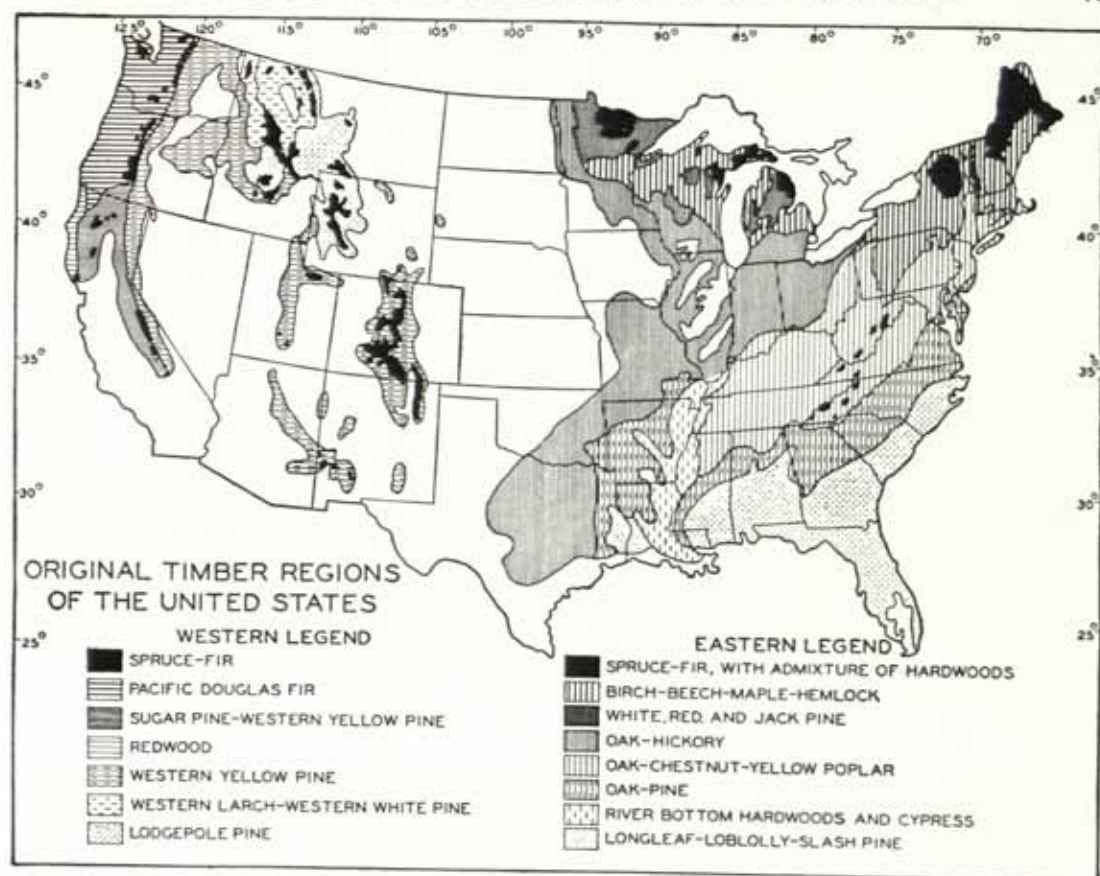 125° 120° 115° 110° 105° 100° 95° 90° 85° 80° 75° 70°
45° 45°
40° 40°
35° 35°
30° 30°
25° 25°
ORIGINAL TIMBER REGIONS
OF THE UNITED STATES
WESTERN LEGEND
SPRUCE-FIR
PACIFIC DOUGLAS FIR
SUGAR PINE-WESTERN YELLOW PINE
REDWOOD
WESTERN YELLOW PINE
WESTERN LARCH-WESTERN WHITE PINE
LODGEPOLE PINE
EASTERN LEGEND
SPRUCE-FIR, WITH ADMIXTURE OF HARDWOODS
BIRCH-BEECH-MAPLE-HEMLOCK
WHITE, RED, AND JACK PINE
OAK-HICKORY
OAK-CHESTNUT-YELLOW POPLAR
OAK-PINE
RIVER BOTTOM HARDWOODS AND CYPRESS
LONGLEAF-LOBLOLLY-SLASH PINE